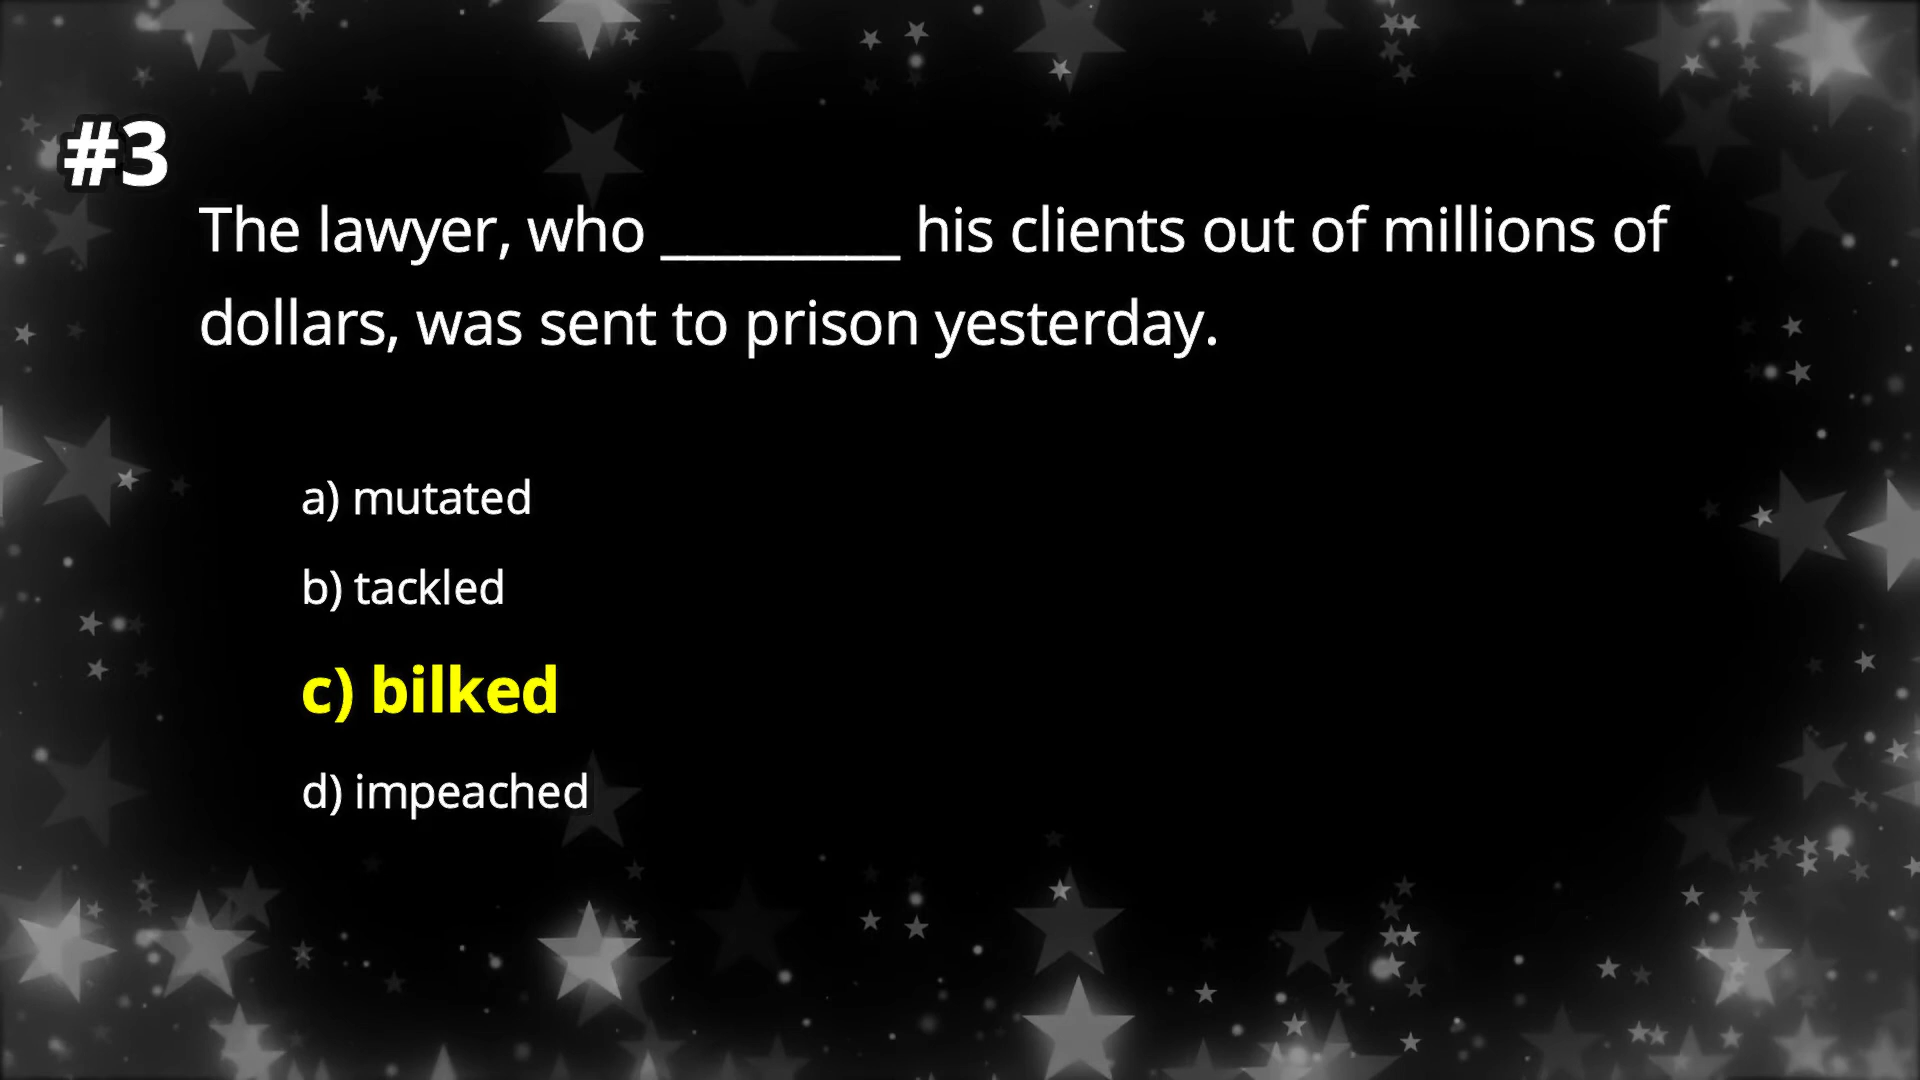 #3
The lawyer, who _________ his clients out of millions of
dollars, was sent to prison yesterday.
a) mutated
b) tackled
c) bilked
d) impeached